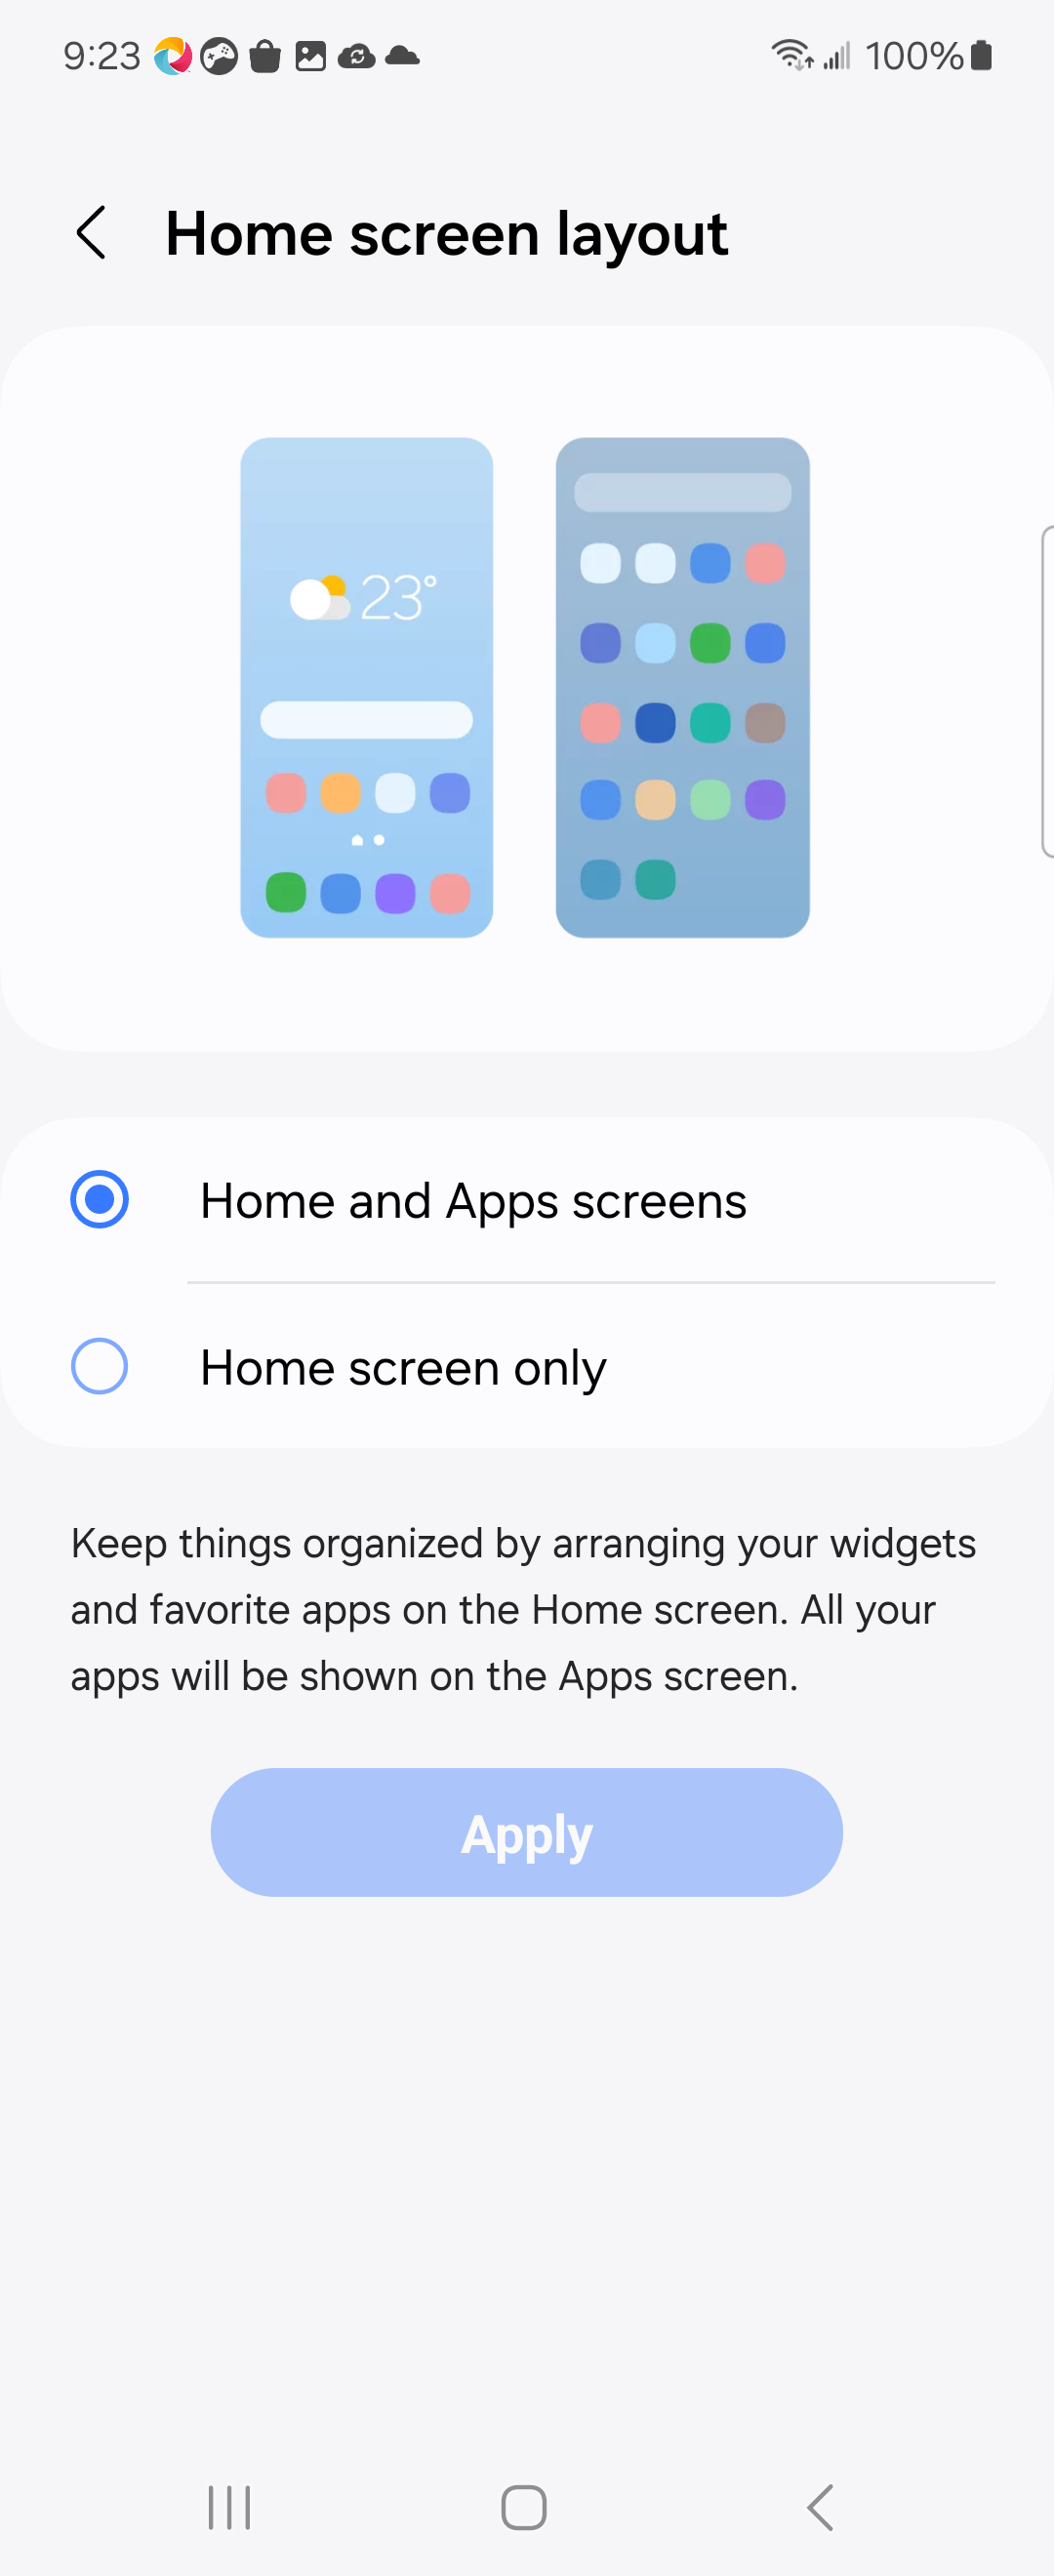 9:23
100%
Home screen layout
23°
Home and Apps screens
Home screen only
Keep things organized by arranging your widgets
and favorite apps on the Home screen. All your
apps will be shown on the Apps screen.
Apply